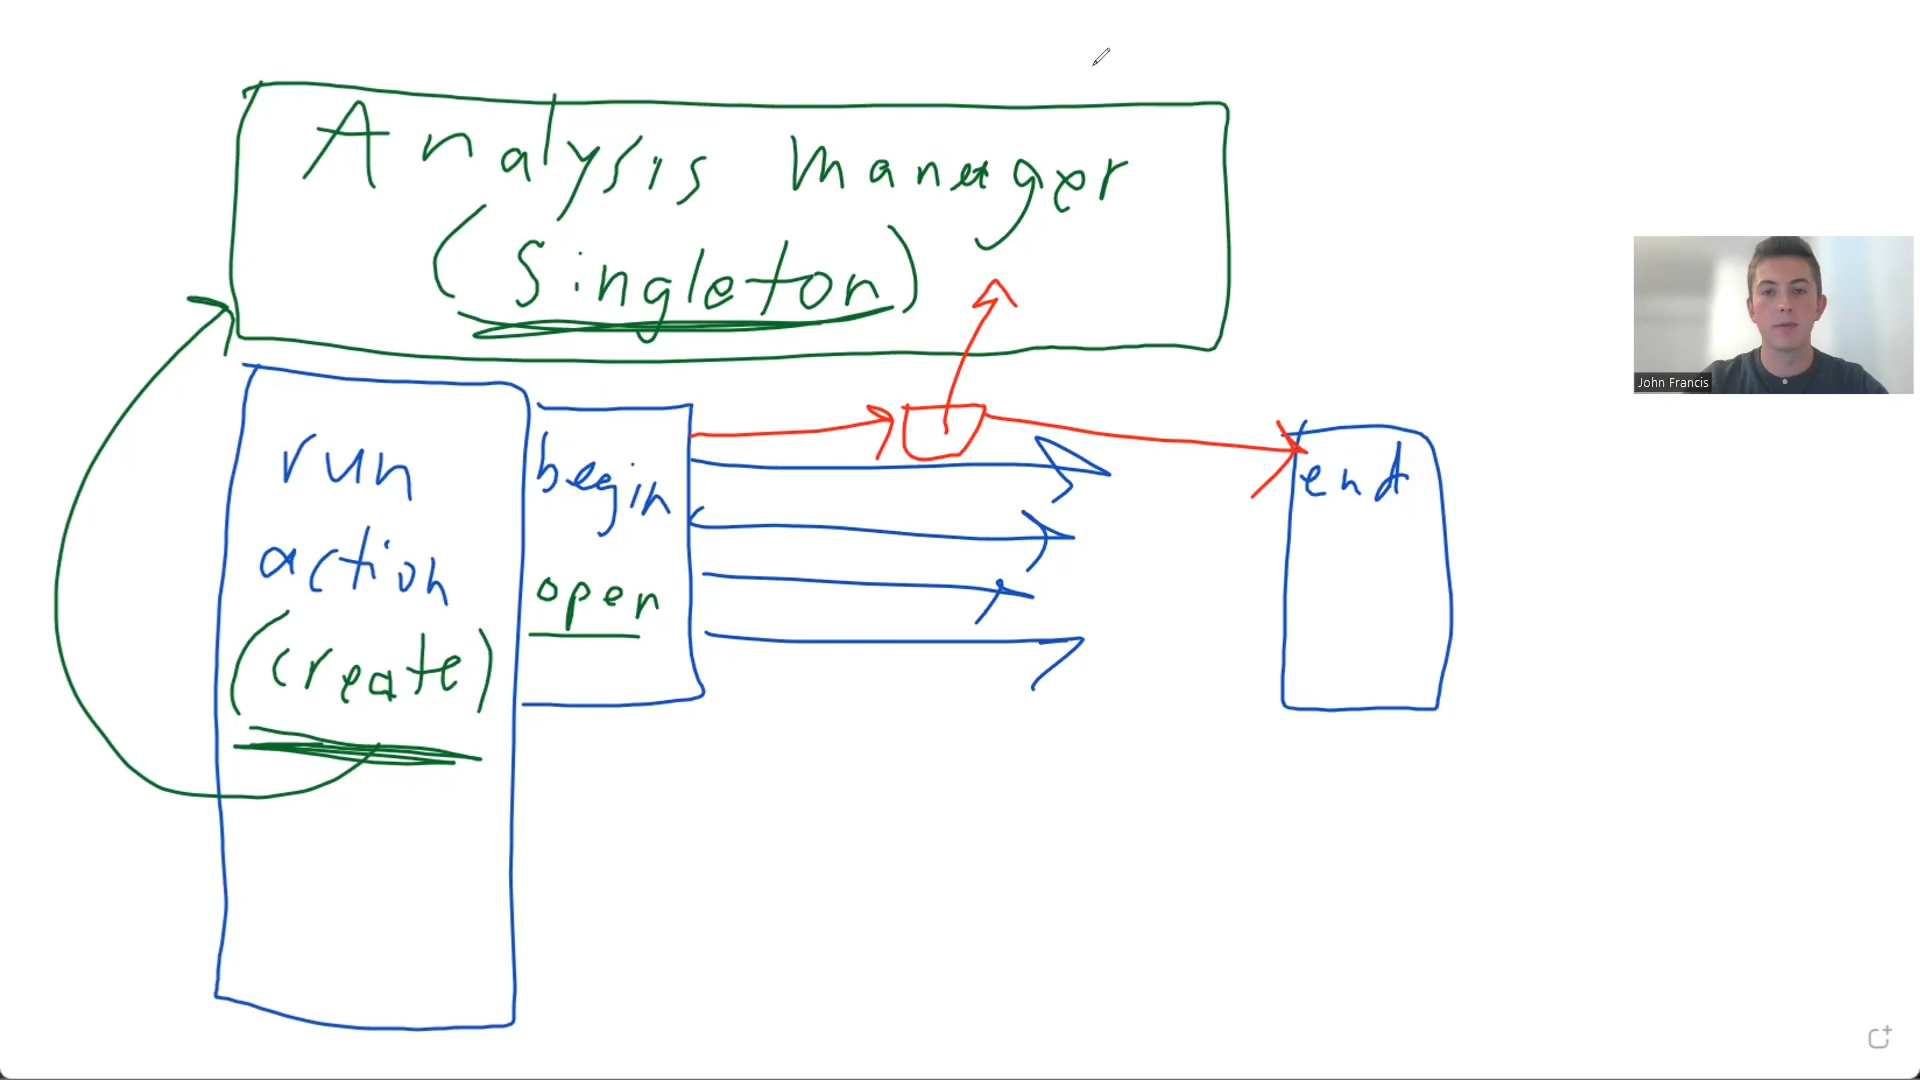 Analysis Manager
(Singleton)
run
action
(create)
begin
open
end
John Francis